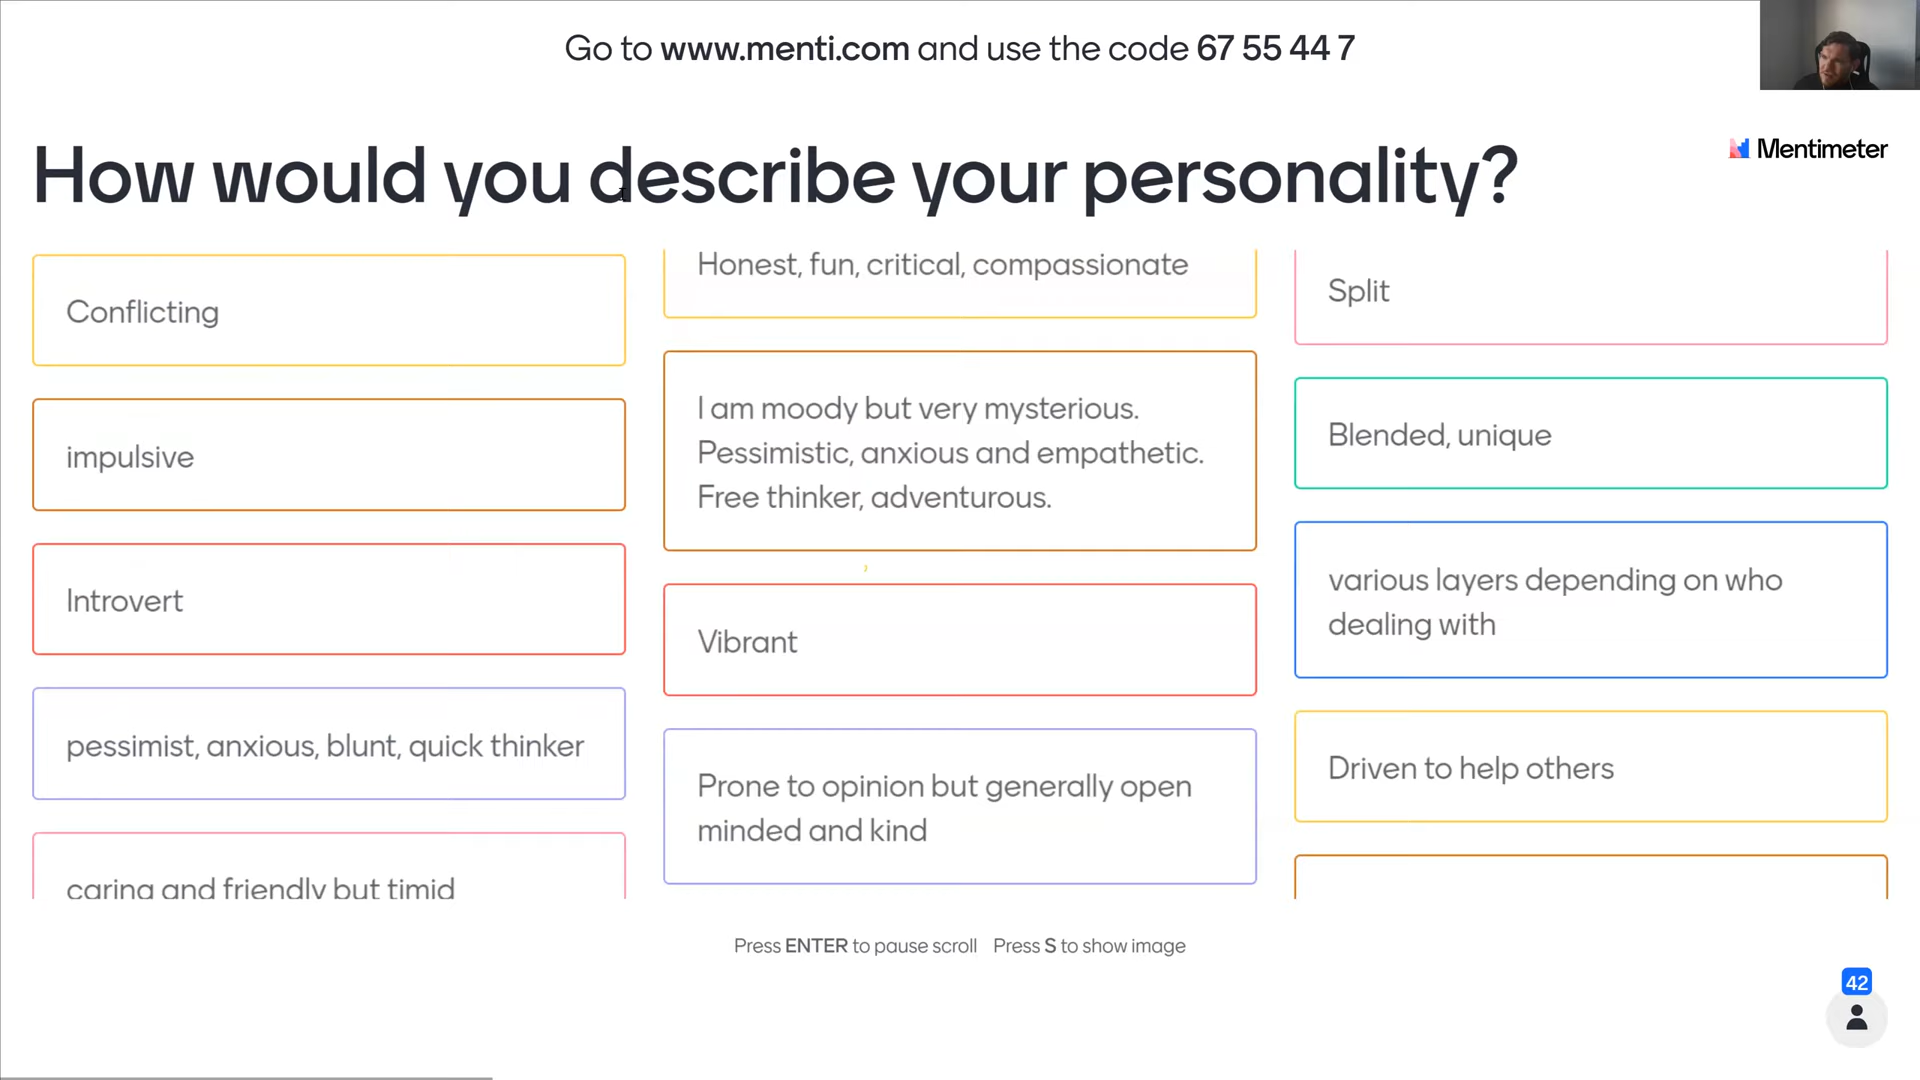 Go to www.menti.com and use the code 67 55 44 7
Mentimeter
How would you describe your personality?
Conflicting
impulsive
Introvert
pessimist, anxious, blunt, quick thinker
caring and friendly but timid
Honest, fun, critical, compassionate
I am moody but very mysterious.
Pessimistic, anxious and empathetic.
Free thinker, adventurous.
Vibrant
Prone to opinion but generally open
minded and kind
Split
Blended, unique
various layers depending on who
dealing with
Driven to help others
Press ENTER to pause scroll Press S to show image
42